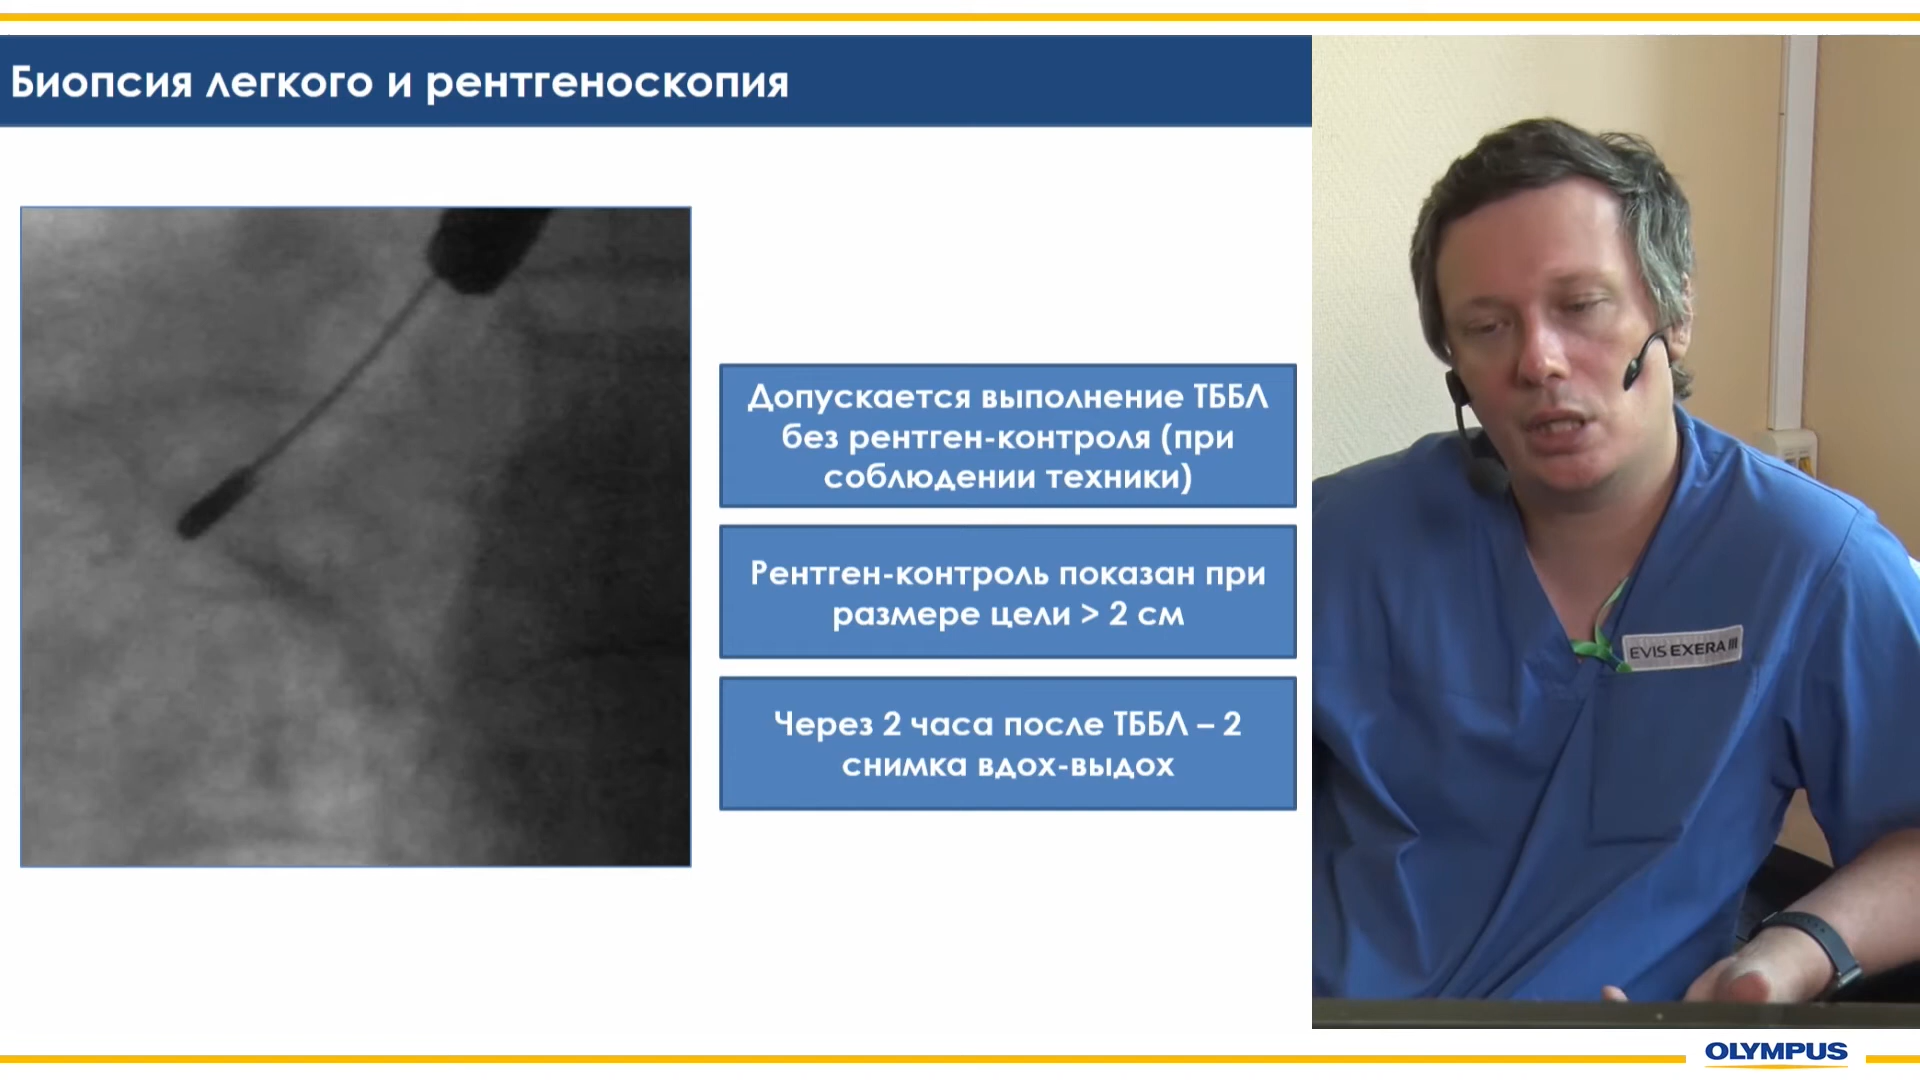 Биопсия легкого и рентгеноскопия
Допускается выполнение ТББЛ
без рентген-контроля (при
соблюдении техники)
Рентген-контроль показан при
размере цели > 2 см
Через 2 часа после ТББЛ – 2
снимка вдох-выдох
EVIS EXERA III
OLYMPUS